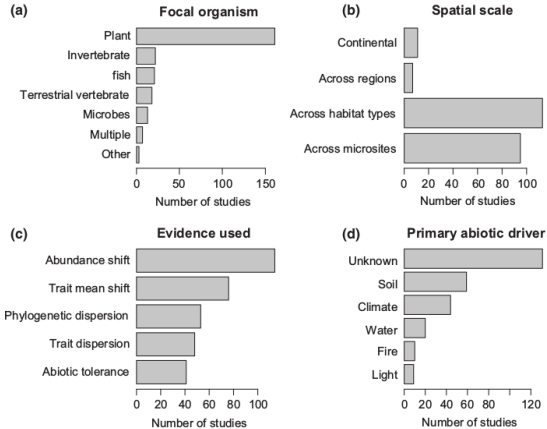 (a) Focal organism
Plant
Invertebrate
fish
Terrestrial vertebrate
Microbes
Multiple
Other
0 50 100 150
Number of studies
(b) Spatial scale
Continental
Across regions
Across habitat types
Across microsites
0 20 40 60 80 100
Number of studies
(c) Evidence used
Abundance shift
Trait mean shift
Phylogenetic dispersion
Trait dispersion
Abiotic tolerance
0 20 40 60 80 100
Number of studies
(d) Primary abiotic driver
Unknown
Soil
Climate
Water
Fire
Light
0 20 40 60 80 120
Number of studies